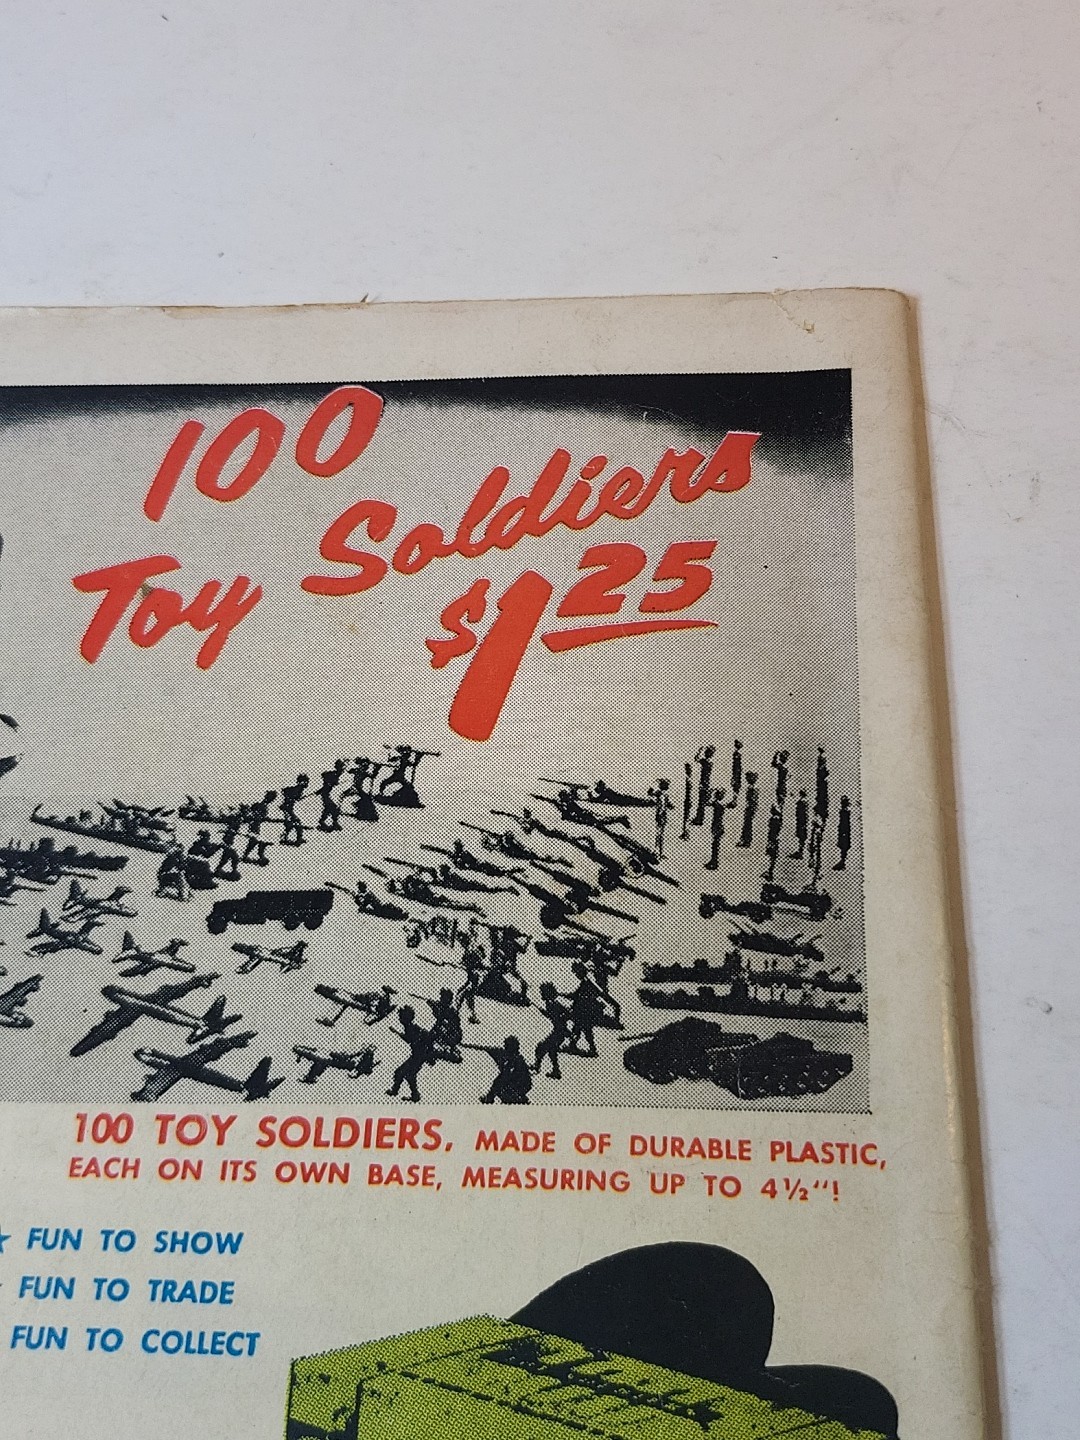 100
Toy Soldiers
$1.25
100 TOY SOLDIERS, MADE OF DURABLE PLASTIC,
EACH ON ITS OWN BASE, MEASURING UP TO 4½"!
★ FUN TO SHOW
★ FUN TO TRADE
FUN TO COLLECT